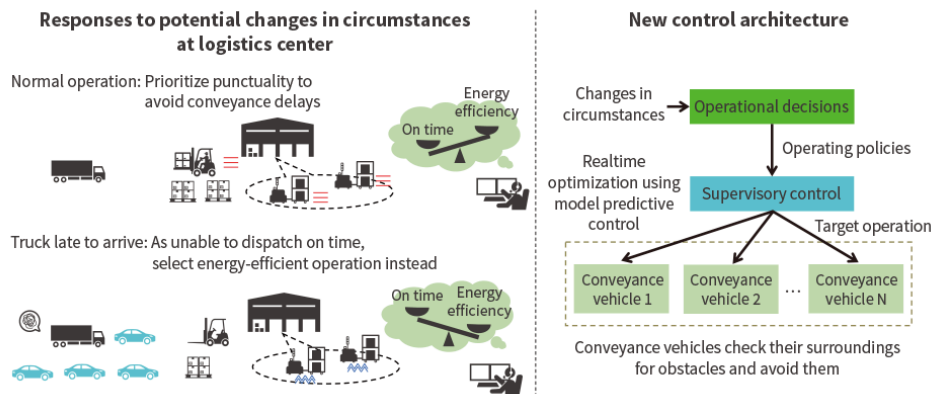 Responses to potential changes in circumstances
at logistics center
Normal operation: Prioritize punctuality to
avoid conveyance delays
Energy
efficiency
On time
Truck late to arrive: As unable to dispatch on time,
select energy-efficient operation instead
On time
Energy
efficiency
New control architecture
Changes in
circumstances
Operational decisions
Operating policies
Realtime
optimization using
model predictive
control
Supervisory control
Target operation
Conveyance
vehicle 1
Conveyance
vehicle 2
...
Conveyance
vehicle N
Conveyance vehicles check their surroundings
for obstacles and avoid them